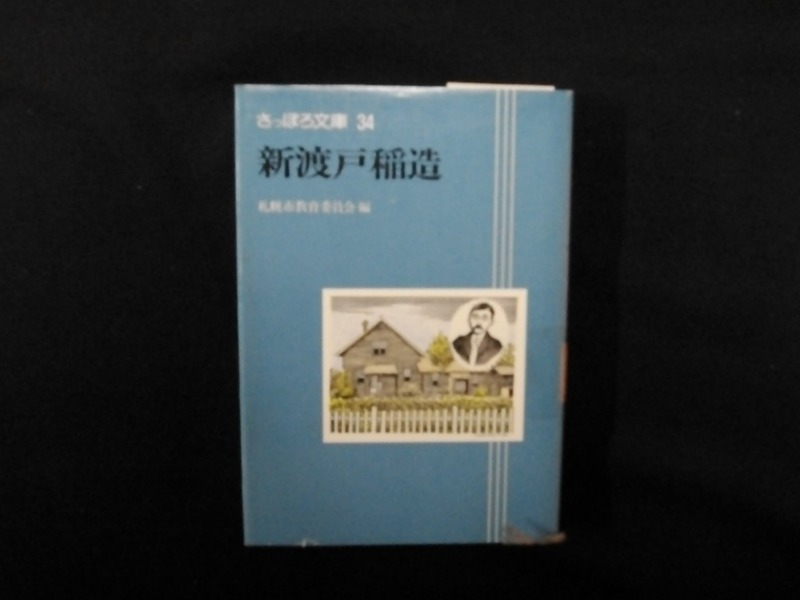 さっぽろ文庫 34
新渡戸稲造
札幌市教育委員会 編